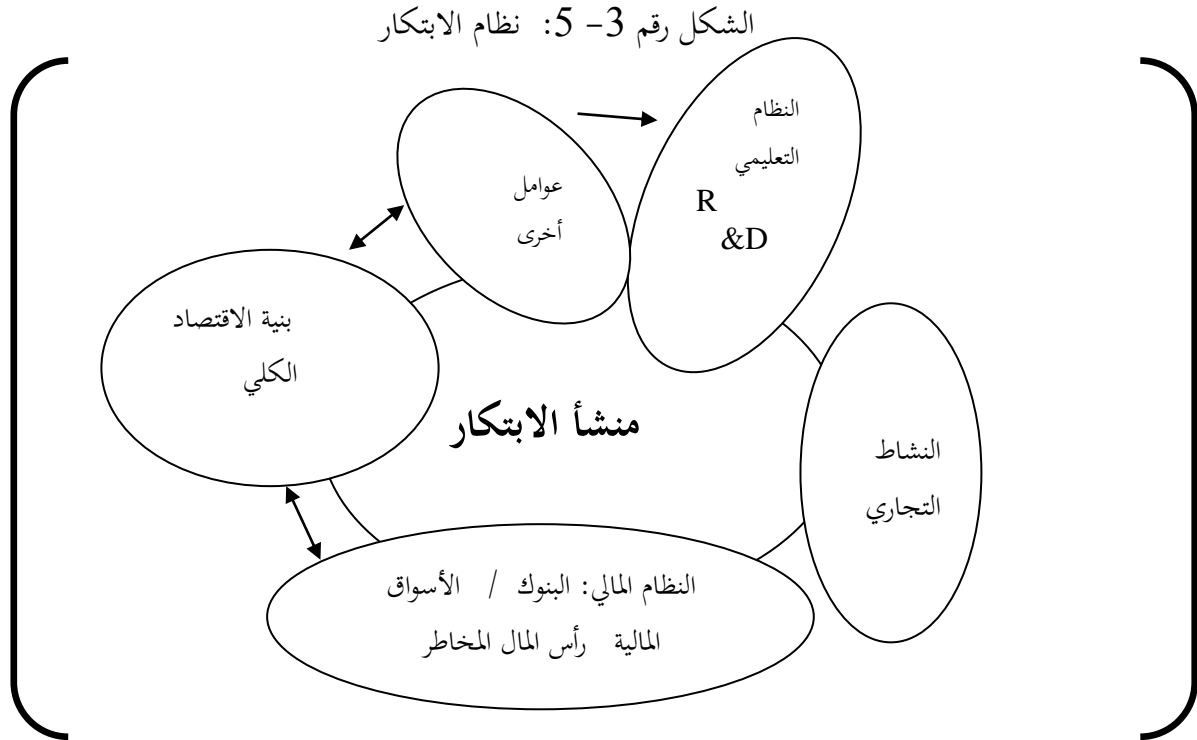 الشكل رقم 3- 5: نظام الابتكار
النظام
التعليمي
R
&D
عوامل
أخرى
بنية الاقتصاد
الكلي
منشأ الابتكار
النشاط
التجاري
النظام المالي: البنوك / الأسواق
المالية رأس المال المخاطر